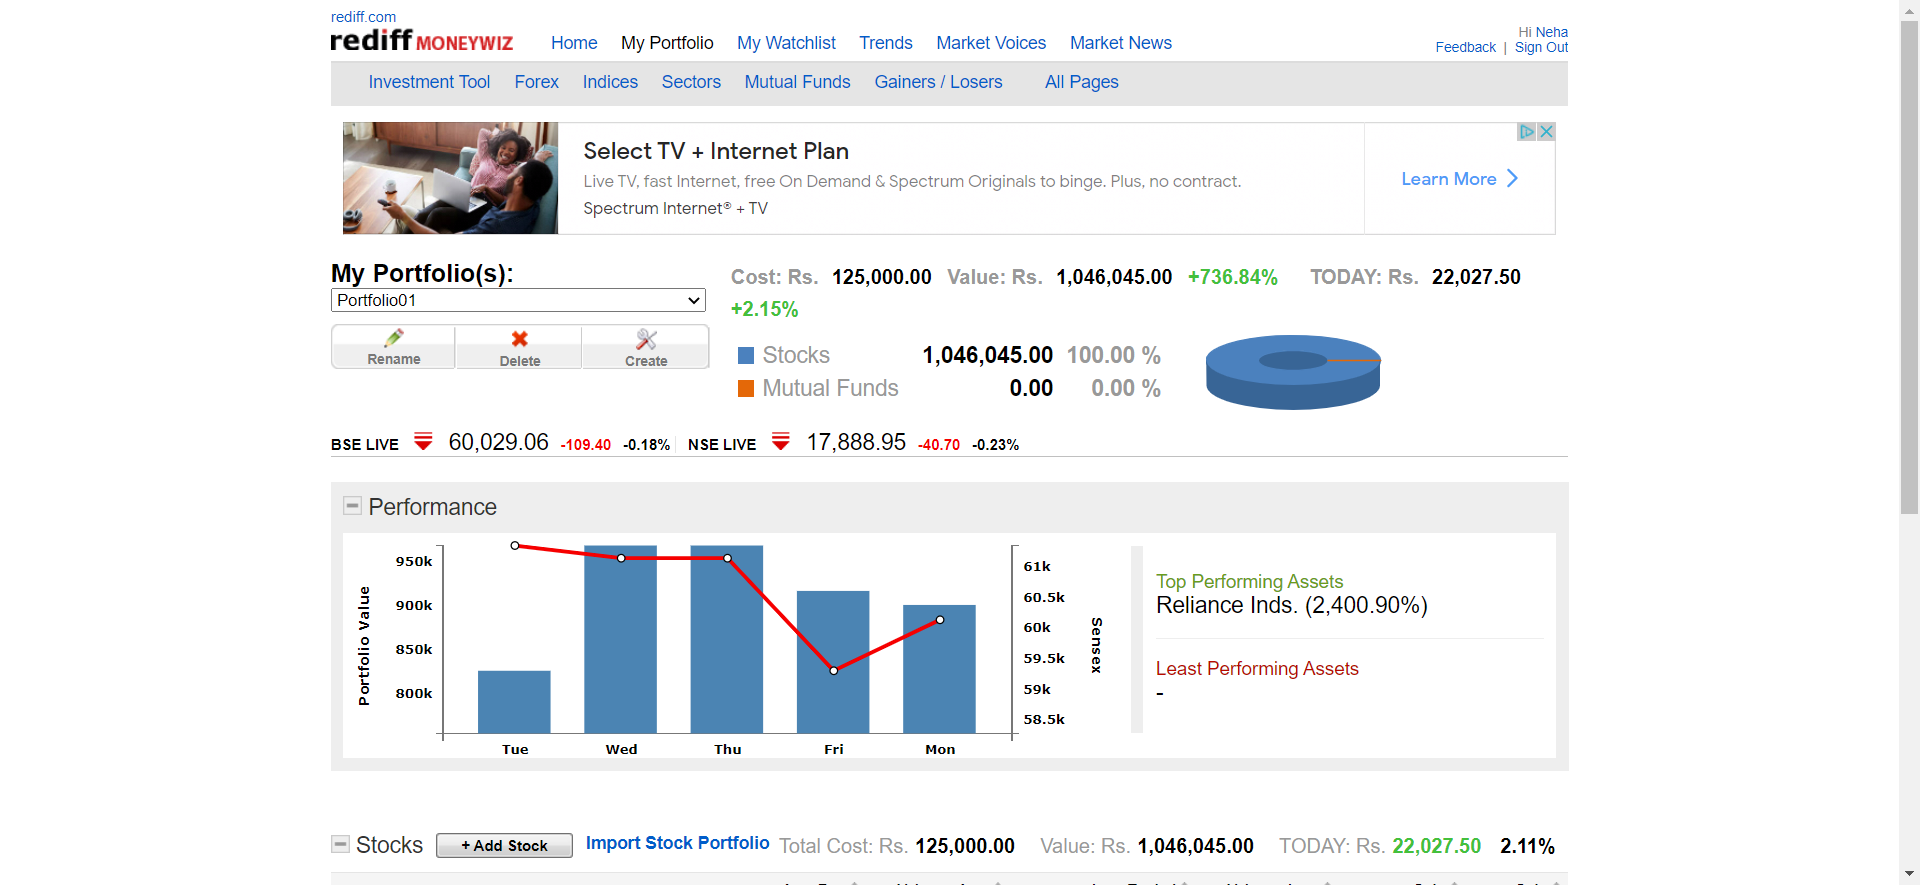 rediff.com
rediff MONEYWIZ
Home My Portfolio My Watchlist Trends Market Voices Market News
Hi Neha
Feedback | Sign Out
Investment Tool Forex Indices Sectors Mutual Funds Gainers / Losers All Pages
Select TV + Internet Plan
Live TV, fast Internet, free On Demand & Spectrum Originals to binge. Plus, no contract.
Spectrum Internet® + TV
Learn More
My Portfolio(s):
Portfolio01
Rename Delete Create
Cost: Rs. 125,000.00 Value: Rs. 1,046,045.00 +736.84% TODAY: Rs. 22,027.50
+2.15%
Stocks 1,046,045.00 100.00 %
Mutual Funds 0.00 0.00 %
BSE LIVE 60,029.06 -109.40 -0.18% NSE LIVE 17,888.95 -40.70 -0.23%
Performance
Portfolio Value
950k
900k
850k
800k
Tue Wed Thu Fri Mon
61k
60.5k
60k
59.5k
59k
58.5k
Sensex
Top Performing Assets
Reliance Inds. (2,400.90%)
Least Performing Assets
-
Stocks + Add Stock Import Stock Portfolio Total Cost: Rs. 125,000.00 Value: Rs. 1,046,045.00 TODAY: Rs. 22,027.50 2.11%